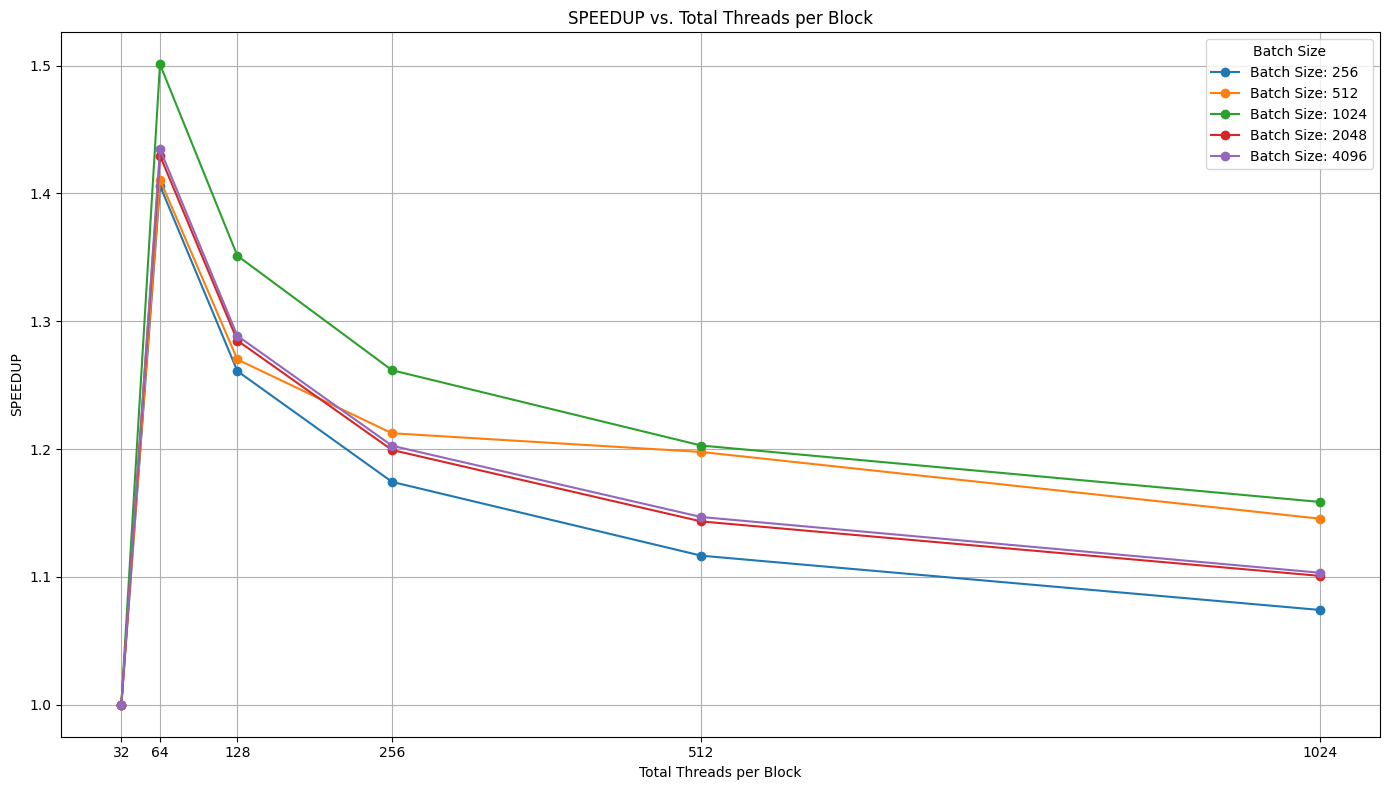 SPEEDUP vs. Total Threads per Block
Batch Size
Batch Size: 256
Batch Size: 512
Batch Size: 1024
Batch Size: 2048
Batch Size: 4096
SPEEDUP
1.5
1.4
1.3
1.2
1.1
1.0
32 64 128 256 512 1024
Total Threads per Block